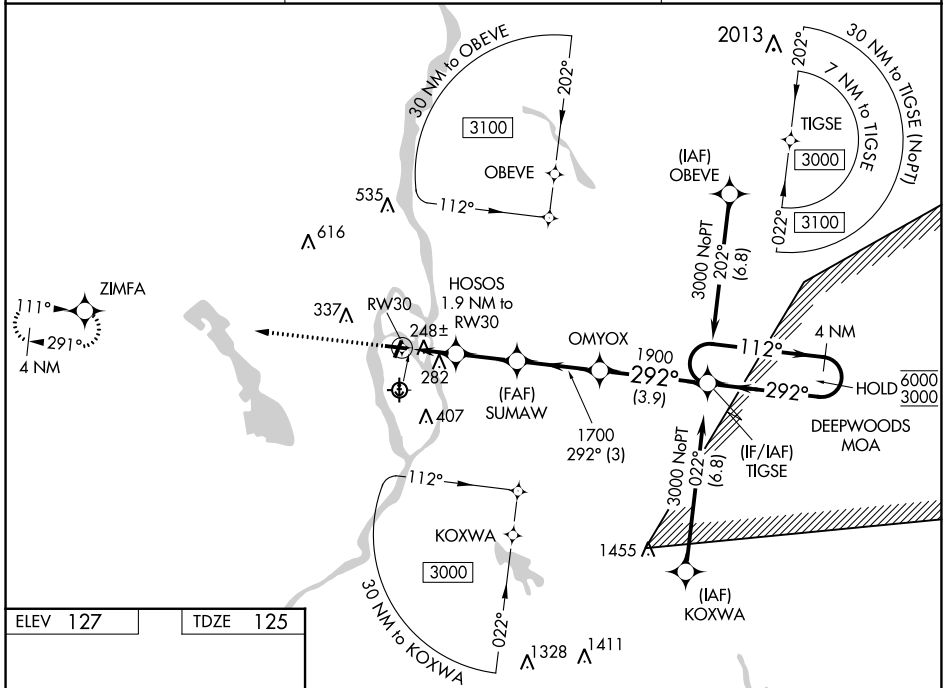 2013
30 NM to OBEVE
202°
3100
OBEVE
112°
202°
30 NM to TIGSE (NoPT)
7 NM to TIGSE
TIGSE
3000
022°
3100
(IAF)
OBEVE
3000 NoPT
202°
(6.8)
535
616
337
ZIMFA
111°
291°
4 NM
RW30
248±
282
407
HOSOS
1.9 NM to
RW30
(FAF)
SUMAW
OMYOX
1700
292° (3)
1900
292°
(3.9)
112°
4 NM
292°
HOLD
6000
3000
DEEPWOODS
MOA
(IF/IAF)
TIGSE
3000 NoPT
022°
(6.8)
1455
(IAF)
KOXWA
112°
KOXWA
3000
022°
30 NM to KOXWA
1328
1411
ELEV 127
TDZE 125